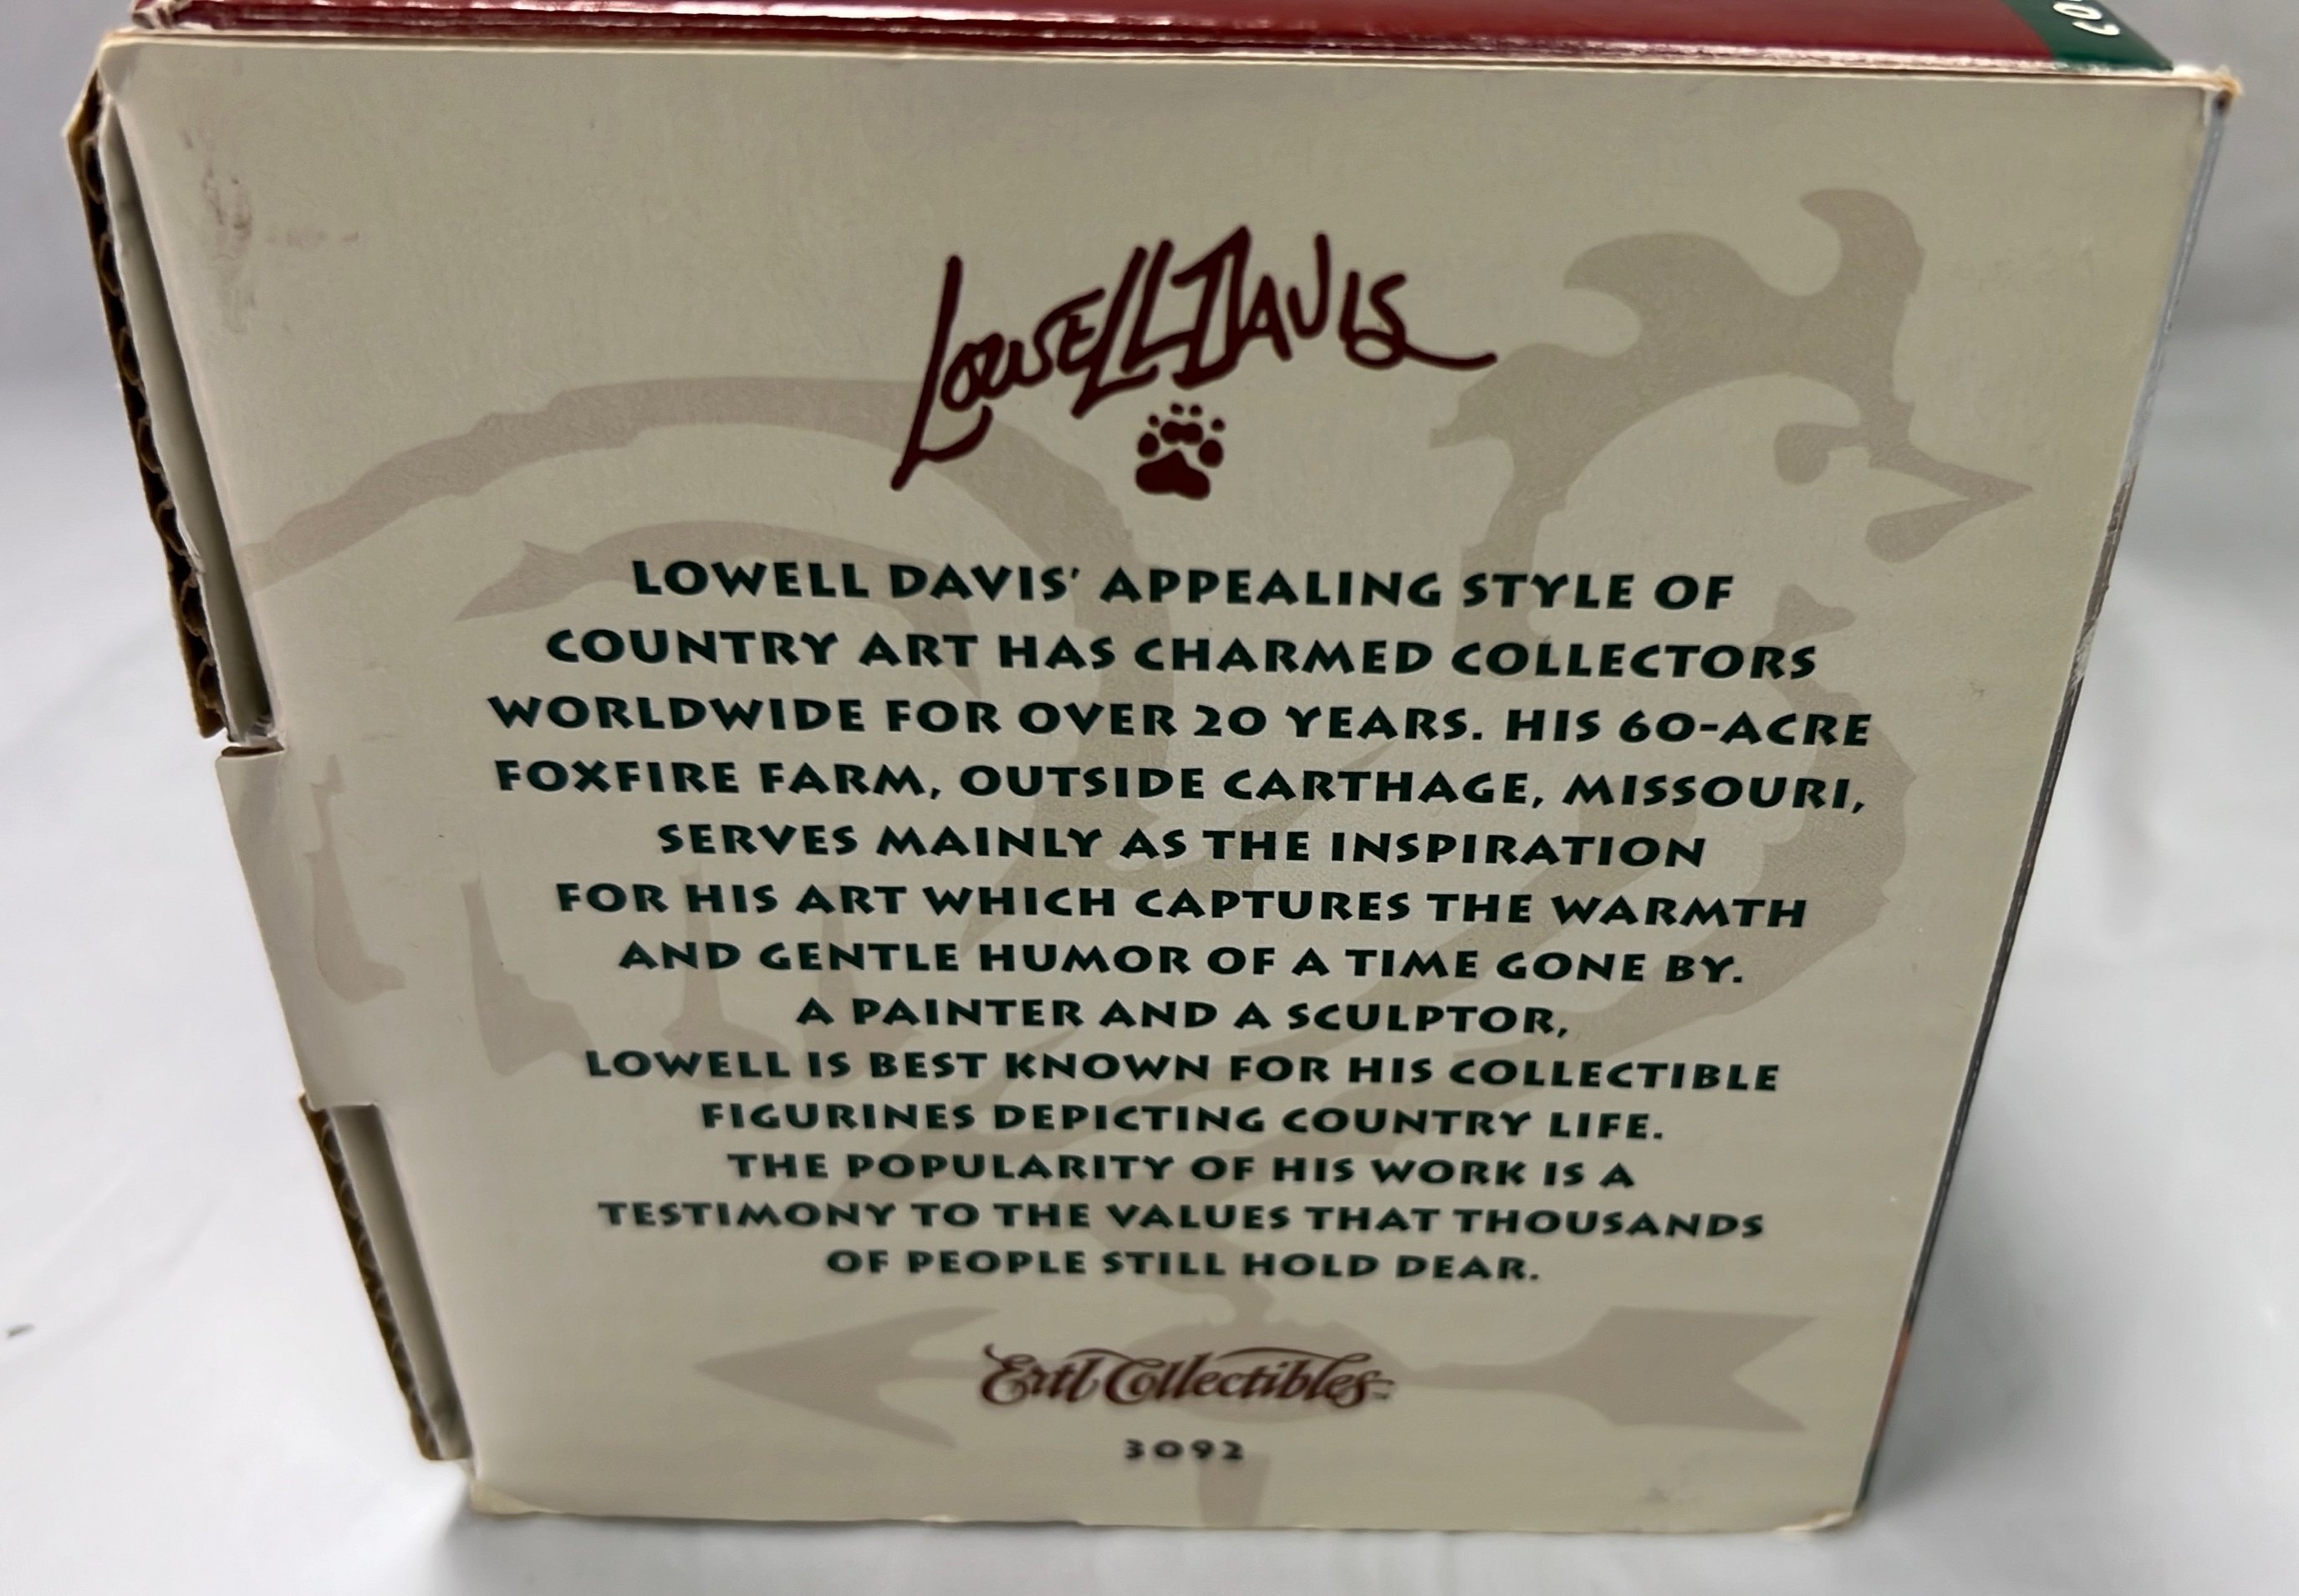 LOWELL DAVIS
LOWELL DAVIS' APPEALING STYLE OF
COUNTRY ART HAS CHARMED COLLECTORS
WORLDWIDE FOR OVER 20 YEARS. HIS 60-ACRE
FOXFIRE FARM, OUTSIDE CARTHAGE, MISSOURI,
SERVES MAINLY AS THE INSPIRATION
FOR HIS ART WHICH CAPTURES THE WARMTH
AND GENTLE HUMOR OF A TIME GONE BY.
A PAINTER AND A SCULPTOR,
LOWELL IS BEST KNOWN FOR HIS COLLECTIBLE
FIGURINES DEPICTING COUNTRY LIFE.
THE POPULARITY OF HIS WORK IS A
TESTIMONY TO THE VALUES THAT THOUSANDS
OF PEOPLE STILL HOLD DEAR.
Ertl Collectibles™
3092